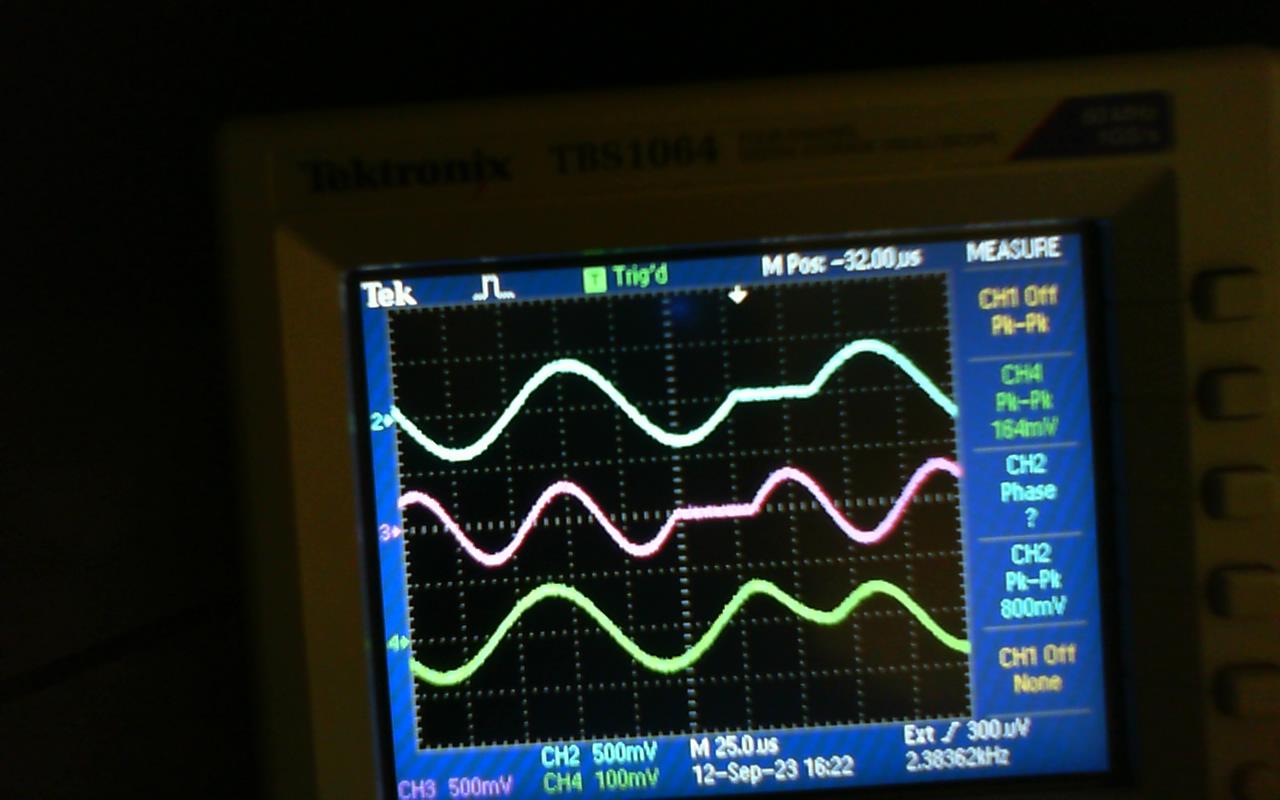 Tektronix TBS1064
Tek Trig'd M Pos: -32.00us MEASURE
CH1 Off
Pk-Pk
CH4
Pk-Pk
164mV
CH2
Phase
?
CH2
Pk-Pk
800mV
CH1 Off
None
2
3
4
CH2 500mV M 25.0us Ext 300uV
CH3 500mV CH4 100mV 12-Sep-23 16:22 2.38362kHz